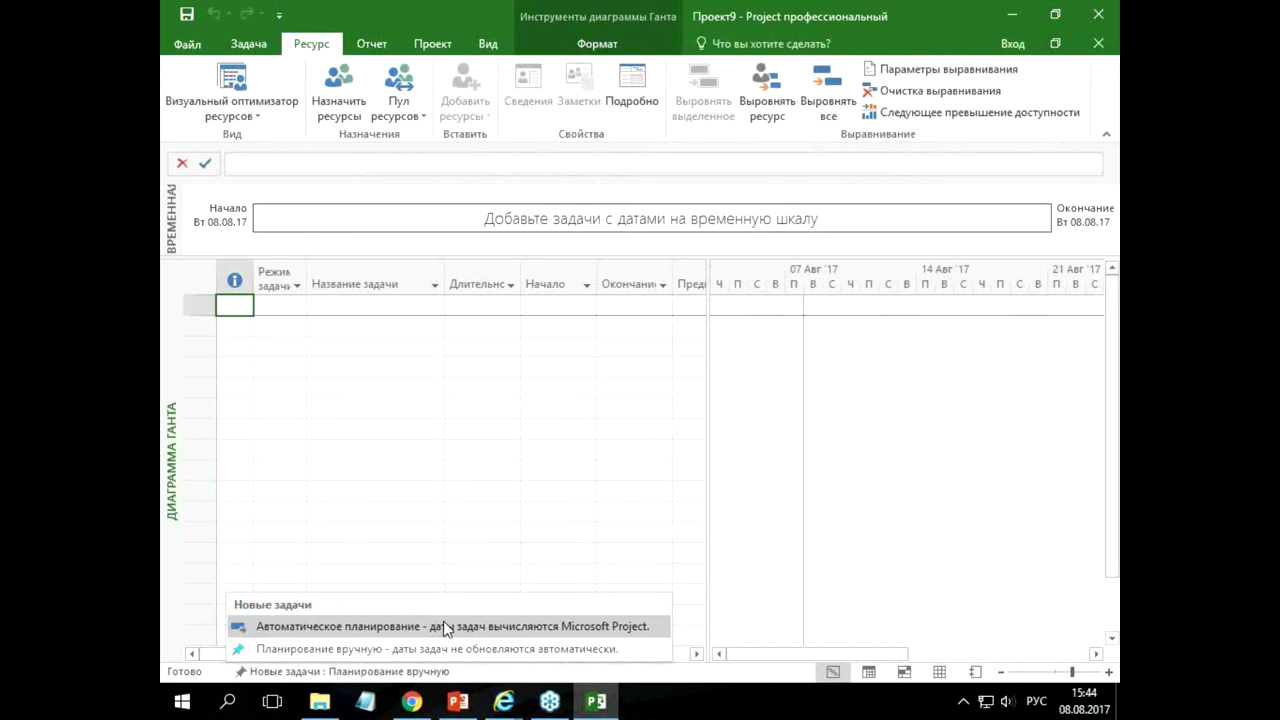 Инструменты диаграммы Ганта
Проект9 - Project профессиональный
Файл Задача Ресурс Отчет Проект Вид Формат Что вы хотите сделать? Вход
Визуальный оптимизатор ресурсов
Назначить ресурсы
Пул ресурсов
Добавить ресурсы
Сведения
Заметки
Подробно
Выровнять выделенное
Выровнять ресурс
Выровнять все
Параметры выравнивания
Очистка выравнивания
Следующее превышение доступности
Вид Назначения Вставить Свойства Выравнивание
ВРЕМЕННАЯ
Начало
Вт 08.08.17
Добавьте задачи с датами на временную шкалу
Окончание
Вт 08.08.17
Режим задачи
Название задачи
Длительнс
Начало
Окончание
Предш
07 Авг '17 14 Авг '17 21 Авг '17
Ч П С В П В С Ч П С В П В С Ч П С В П В С
ДИАГРАММА ГАНТА
Новые задачи
Автоматическое планирование - даты задач вычисляются Microsoft Project.
Планирование вручную - даты задач не обновляются автоматически.
Готово
Новые задачи : Планирование вручную
РУС
15:44
08.08.2017